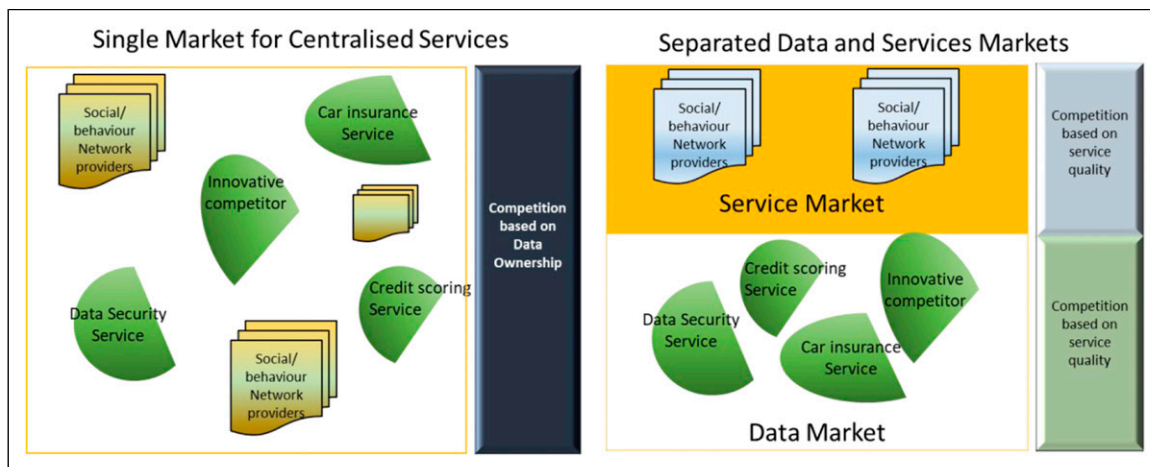 Single Market for Centralised Services
Social/
behaviour
Network
providers
Car insurance
Service
Innovative
competitor
Data Security
Service
Credit scoring
Service
Social/
behaviour
Network
providers
Competition
based on
Data
Ownership
Separated Data and Services Markets
Social/
behaviour
Network
providers
Social/
behaviour
Network
providers
Service Market
Credit scoring
Service
Innovative
competitor
Data Security
Service
Car insurance
Service
Data Market
Competition
based on
service
quality
Competition
based on
service
quality